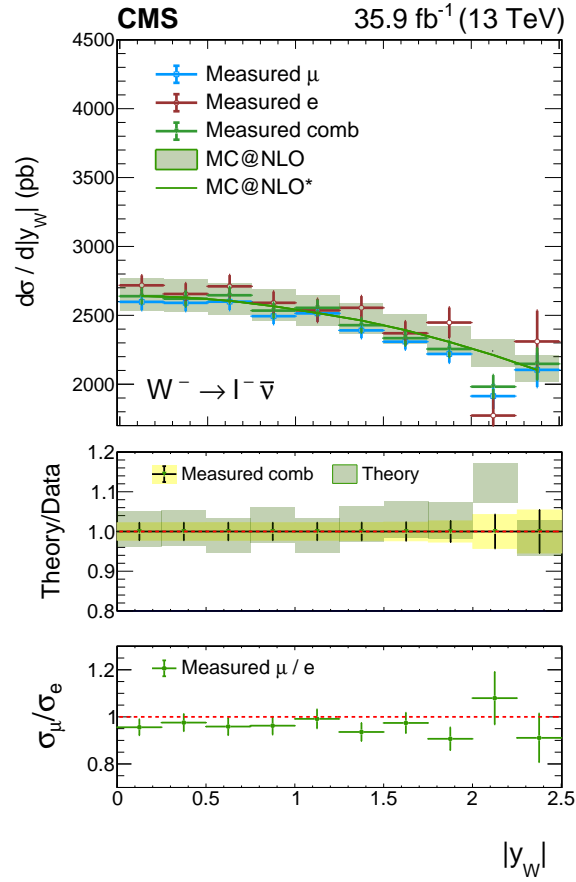 CMS 35.9 fb⁻¹ (13 TeV)
dσ / d|y_W| (pb)
4500
4000
3500
3000
2500
2000
Measured μ
Measured e
Measured comb
MC@NLO
MC@NLO*
W⁻ → l⁻ ν̄
Theory/Data
1.2
1.1
1.0
0.9
0.8
Measured comb Theory
σ_μ/σ_e
1.2
1
0.8
Measured μ / e
0 0.5 1 1.5 2 2.5
|y_W|